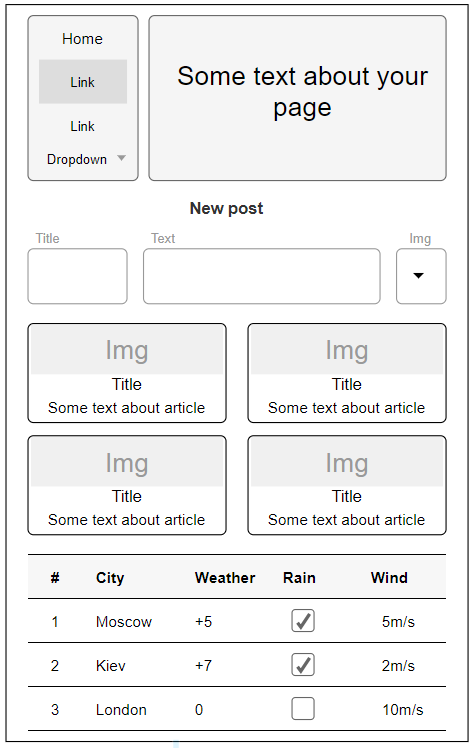 Home
Link
Link
Dropdown
Some text about your
page
New post
Title Text Img
Img Img
Title Title
Some text about article Some text about article
Img Img
Title Title
Some text about article Some text about article
# City Weather Rain Wind
1 Moscow +5 5m/s
2 Kiev +7 2m/s
3 London 0 10m/s